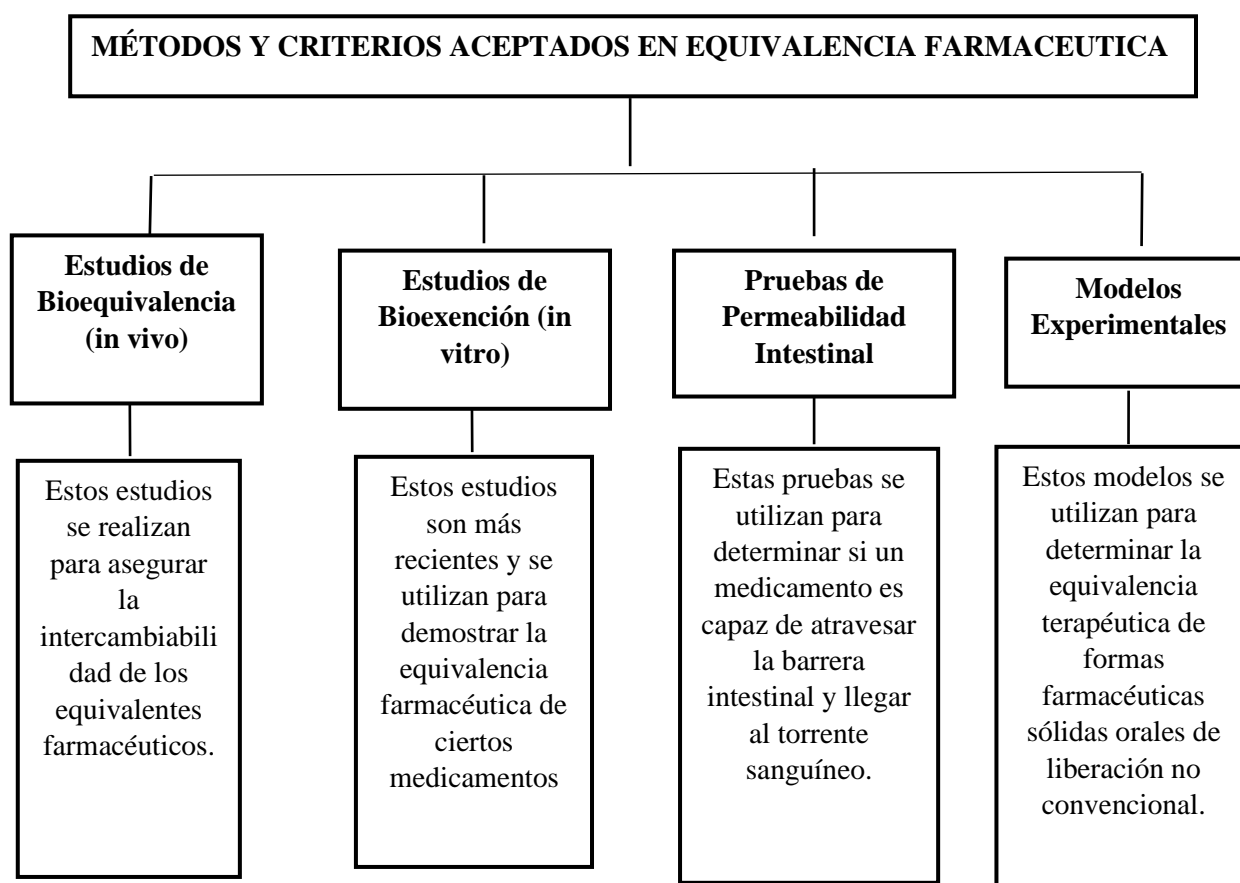 MÉTODOS Y CRITERIOS ACEPTADOS EN EQUIVALENCIA FARMACEUTICA
Estudios de
Bioequivalencia
(in vivo)
Estos estudios
se realizan
para asegurar
la
intercambiabili
dad de los
equivalentes
farmacéuticos.
Estudios de
Bioexención (in
vitro)
Estos estudios
son más
recientes y se
utilizan para
demostrar la
equivalencia
farmacéutica de
ciertos
medicamentos
Pruebas de
Permeabilidad
Intestinal
Estas pruebas se
utilizan para
determinar si un
medicamento es
capaz de atravesar
la barrera
intestinal y llegar
al torrente
sanguíneo.
Modelos
Experimentales
Estos modelos se
utilizan para
determinar la
equivalencia
terapéutica de
formas
farmacéuticas
sólidas orales de
liberación no
convencional.